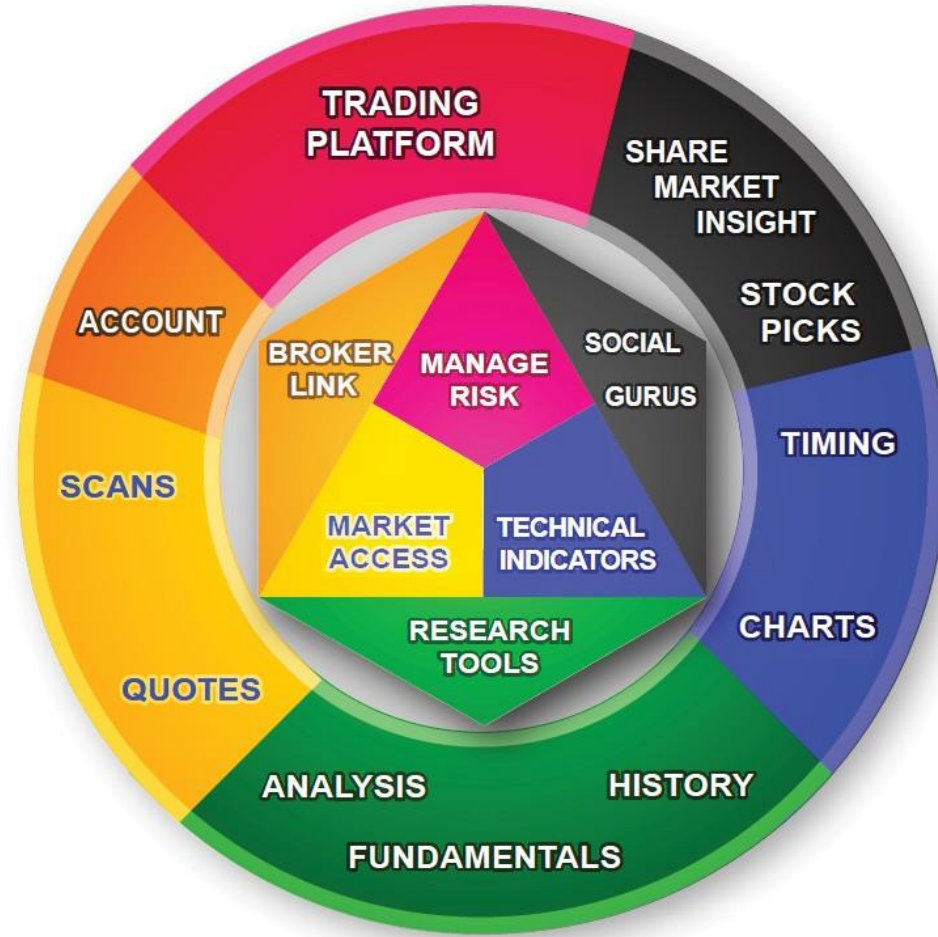 TRADING
PLATFORM
SHARE
MARKET
INSIGHT
STOCK
PICKS
ACCOUNT
BROKER
LINK
MANAGE
RISK
SOCIAL
GURUS
TIMING
SCANS
MARKET
ACCESS
TECHNICAL
INDICATORS
CHARTS
RESEARCH
TOOLS
QUOTES
ANALYSIS
HISTORY
FUNDAMENTALS